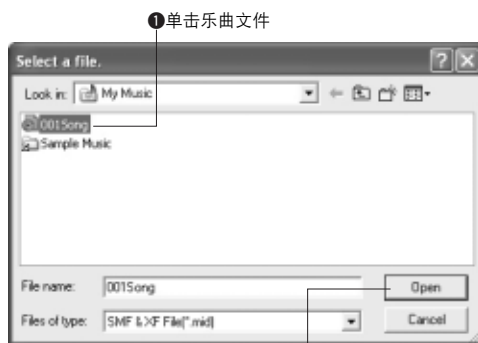 ❶单击乐曲文件
Select a file.
Look in: My Music
001Song
Sample Music
File name: 001Song Open
Files of type: SMF & XF File(*.mid) Cancel